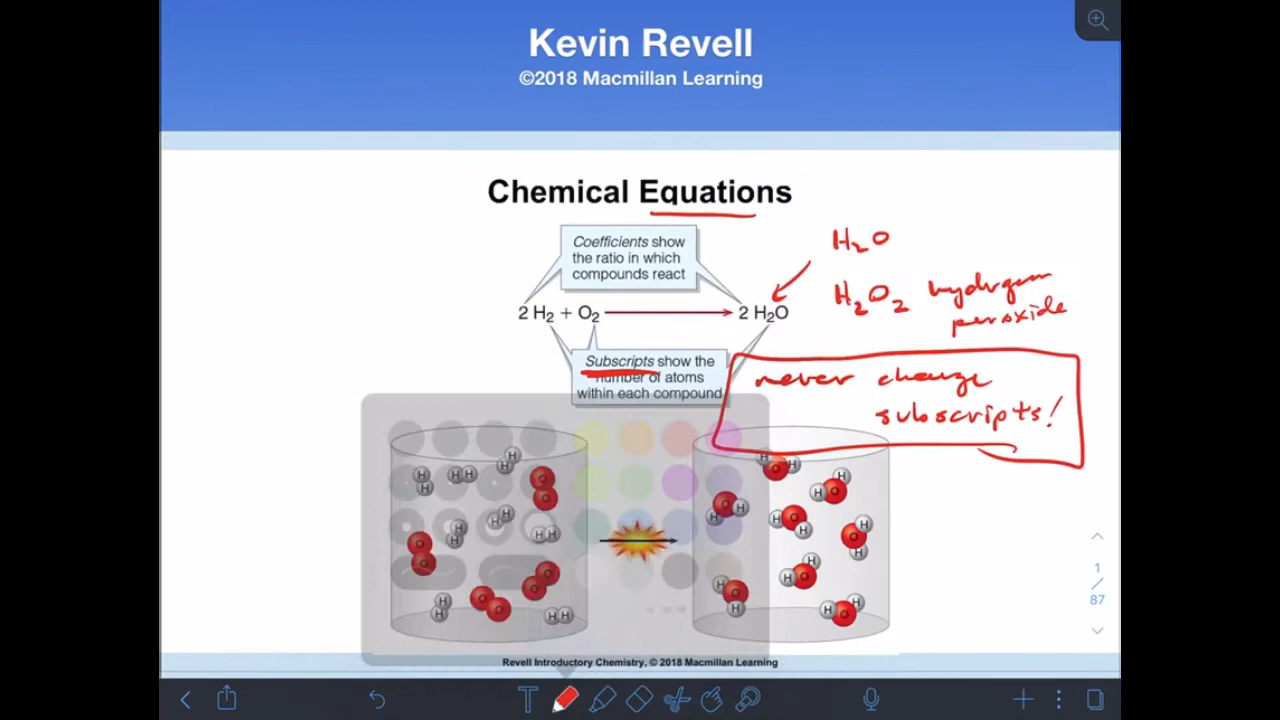 Kevin Revell
©2018 Macmillan Learning
Chemical Equations
Coefficients show
the ratio in which
compounds react
2 H₂ + O₂
2 H₂O
Subscripts show the
number of atoms
within each compound
H₂O
H₂O₂ hydrogen
peroxide
never change
subscripts!
H H H H H H O O H H H H H H O O O O O O H H H H
H H O H H O O H H H O H H O H H O H H O H H O H H O
1
/
87
Revell Introductory Chemistry, © 2018 Macmillan Learning
T